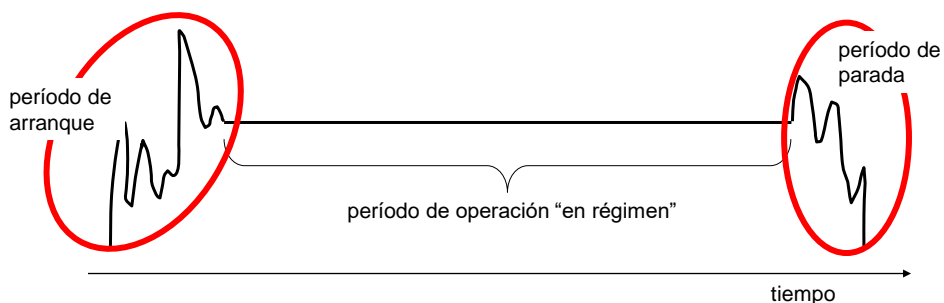 período de
arranque
período de
parada
período de operación “en régimen”
tiempo